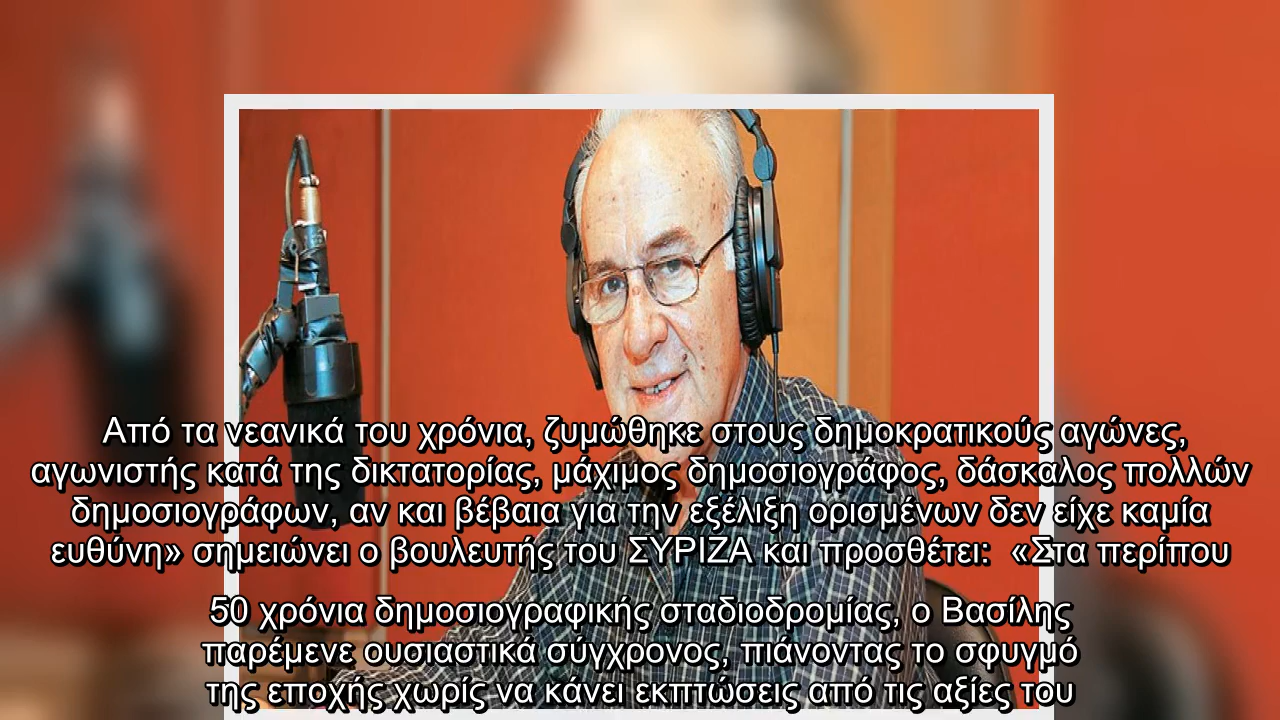 Από τα νεανικά του χρόνια, ζυμώθηκε στους δημοκρατικούς αγώνες,
αγωνιστής κατά της δικτατορίας, μάχιμος δημοσιογράφος, δάσκαλος πολλών
δημοσιογράφων, αν και βέβαια για την εξέλιξη ορισμένων δεν είχε καμία
ευθύνη» σημειώνει ο βουλευτής του ΣΥΡΙΖΑ και προσθέτει:  «Στα περίπου
50 χρόνια δημοσιογραφικής σταδιοδρομίας, ο Βασίλης
παρέμενε ουσιαστικά σύγχρονος, πιάνοντας το σφυγμό
της εποχής χωρίς να κάνει εκπτώσεις από τις αξίες του